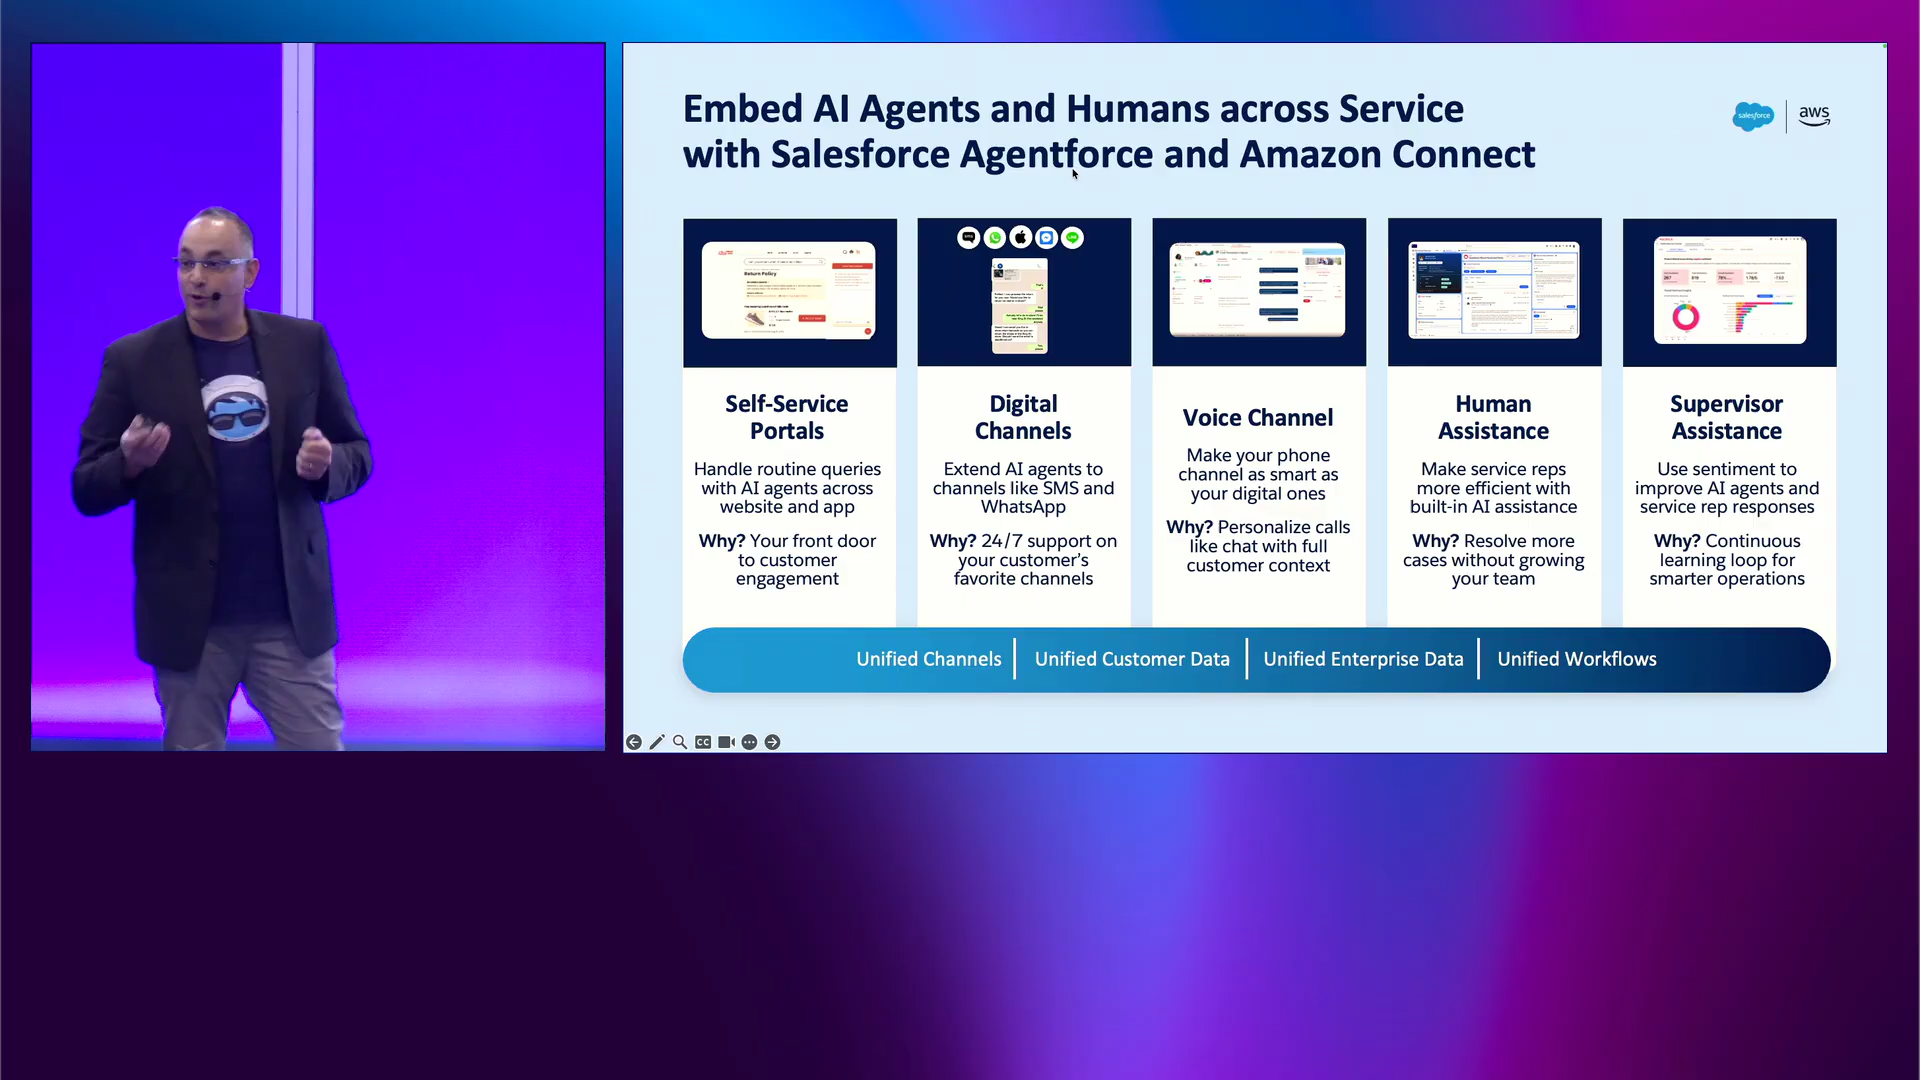 Embed AI Agents and Humans across Service
with Salesforce Agentforce and Amazon Connect
salesforce
aws
Return Policy
Self-Service
Portals
Handle routine queries
with AI agents across
website and app
Why? Your front door
to customer
engagement
Digital
Channels
Extend AI agents to
channels like SMS and
WhatsApp
Why? 24/7 support on
your customer's
favorite channels
Voice Channel
Make your phone
channel as smart as
your digital ones
Why? Personalize calls
like chat with full
customer context
Human
Assistance
Make service reps
more efficient with
built-in AI assistance
Why? Resolve more
cases without growing
your team
Supervisor
Assistance
Use sentiment to
improve AI agents and
service rep responses
Why? Continuous
learning loop for
smarter operations
Unified Channels
Unified Customer Data
Unified Enterprise Data
Unified Workflows
CC